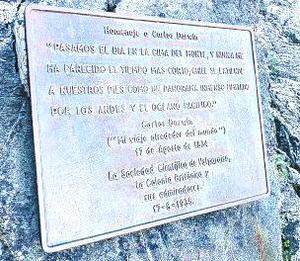 Homenaje a Carlos Darwin
"PASAMOS EL DIA EN LA CIMA DEL MONTE, Y NUNCA ME
HA PARECIDO EL TIEMPO MAS CORTO, CHILE SE EXTIENDE
A NUESTROS PIES COMO UN PANORAMA INMENSO LIMITADO
POR LOS ANDES Y EL OCEANO PACIFICO."
Carlos Darwin
("Mi viaje alrededor del mundo")
17 de Agosto de 1834
La Sociedad Científica de Valparaíso,
la Colonia Británica y
sus admiradores.
17-8-1935.